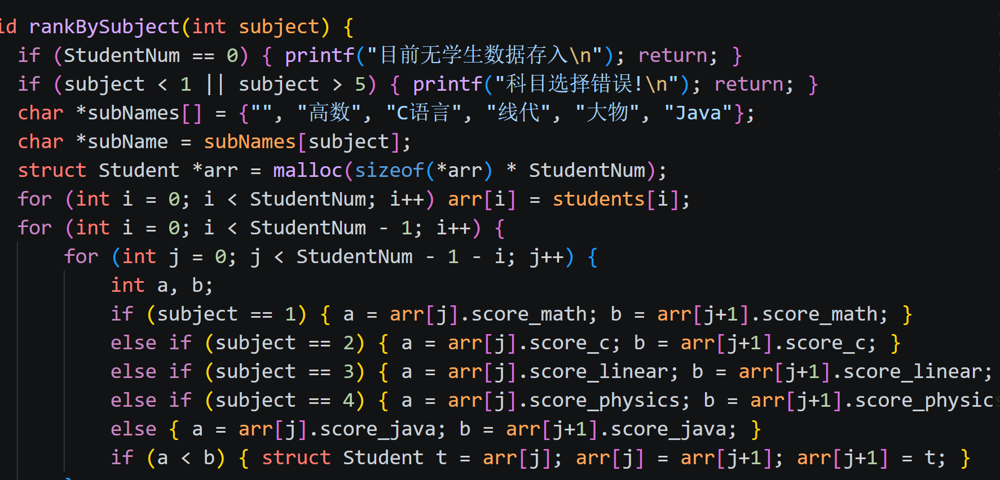 id rankBySubject(int subject) {
if (StudentNum == 0) { printf("目前无学生数据存入\n"); return; }
if (subject < 1 || subject > 5) { printf("科目选择错误!\n"); return; }
char *subNames[] = {"", "高数", "C语言", "线代", "大物", "Java"};
char *subName = subNames[subject];
struct Student *arr = malloc(sizeof(*arr) * StudentNum);
for (int i = 0; i < StudentNum; i++) arr[i] = students[i];
for (int i = 0; i < StudentNum - 1; i++) {
for (int j = 0; j < StudentNum - 1 - i; j++) {
int a, b;
if (subject == 1) { a = arr[j].score_math; b = arr[j+1].score_math; }
else if (subject == 2) { a = arr[j].score_c; b = arr[j+1].score_c; }
else if (subject == 3) { a = arr[j].score_linear; b = arr[j+1].score_linear;
else if (subject == 4) { a = arr[j].score_physics; b = arr[j+1].score_physics
else { a = arr[j].score_java; b = arr[j+1].score_java; }
if (a < b) { struct Student t = arr[j]; arr[j] = arr[j+1]; arr[j+1] = t; }